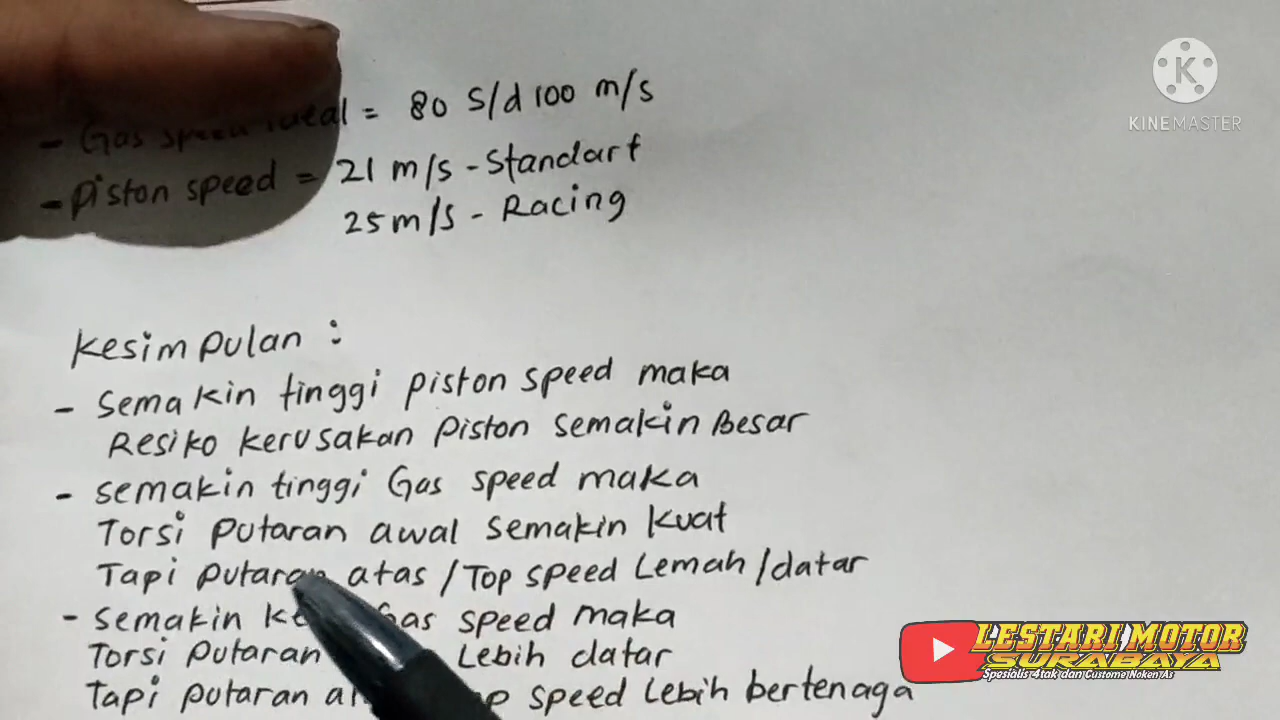 - Gas speed ideal = 80 s/d 100 m/s
- Piston speed = 21 m/s - Standart
25 m/s - Racing
Kesimpulan :
- Semakin tinggi piston speed maka
Resiko kerusakan piston semakin Besar
- semakin tinggi Gas speed maka
Torsi putaran awal semakin kuat
Tapi putaran atas / Top speed Lemah / datar
- semakin Gas speed maka
Torsi putaran Lebih datar
Tapi putaran speed Lebih bertenaga
KINEMASTER
LESTARI MOTOR
SURABAYA
Spesialis 4tak dan Custome Noken As